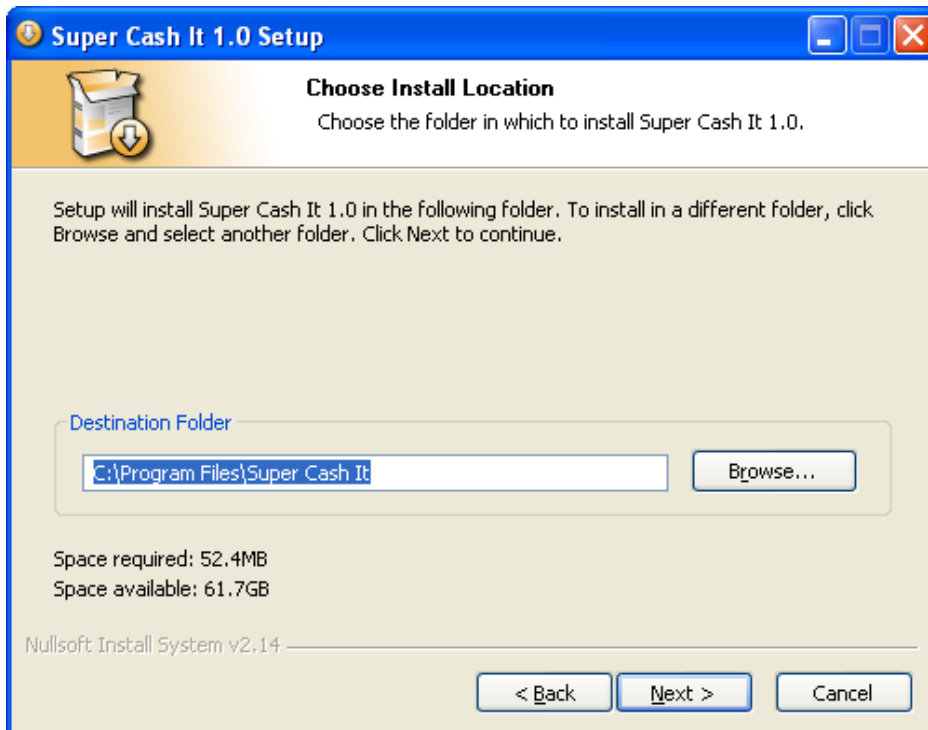 Super Cash It 1.0 Setup
Choose Install Location
Choose the folder in which to install Super Cash It 1.0.
Setup will install Super Cash It 1.0 in the following folder. To install in a different folder, click
Browse and select another folder. Click Next to continue.
Destination Folder
C:\Program Files\Super Cash It
Browse...
Space required: 52.4MB
Space available: 61.7GB
Nullsoft Install System v2.14
< Back
Next >
Cancel